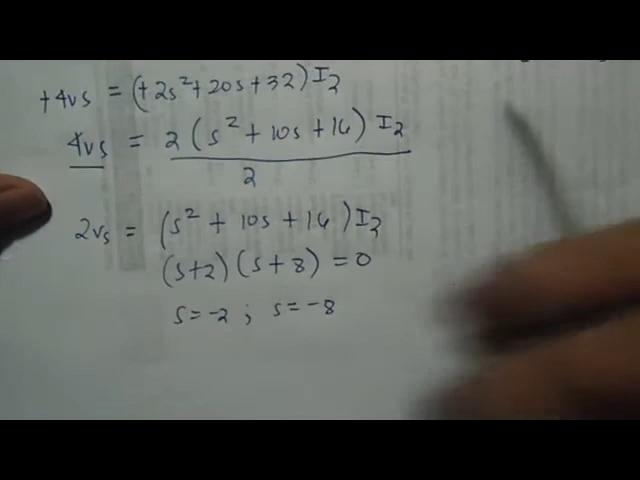 +4vs = (+2s²+20s+32)I₂
4vs = 2(s²+10s+16)I₂
2
2vs = (s²+10s+16)I₂
(s+2)(s+8)=0
s=-2 ; s=-8